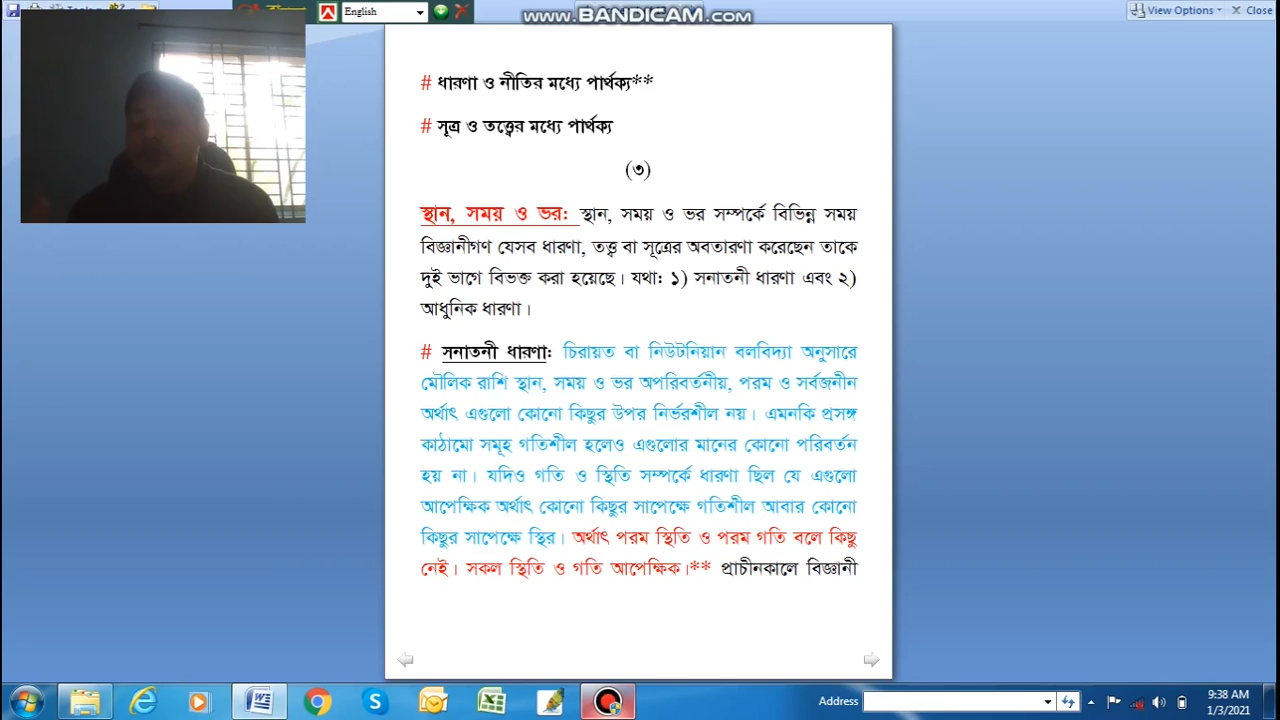 www.BANDICAM.com
English
View Options
Close
# ধারণা ও নীতির মধ্যে পার্থক্য**
# সূত্র ও তত্ত্বের মধ্যে পার্থক্য
(৩)
স্থান, সময় ও ভর: স্থান, সময় ও ভর সম্পর্কে বিভিন্ন সময়
বিজ্ঞানীগণ যেসব ধারণা, তত্ত্ব বা সূত্রের অবতারণা করেছেন তাকে
দুই ভাগে বিভক্ত করা হয়েছে। যথা: ১) সনাতনী ধারণা এবং ২)
আধুনিক ধারণা।
# সনাতনী ধারণা: চিরায়ত বা নিউটনিয়ান বলবিদ্যা অনুসারে
মৌলিক রাশি স্থান, সময় ও ভর অপরিবর্তনীয়, পরম ও সর্বজনীন
অর্থাৎ এগুলো কোনো কিছুর উপর নির্ভরশীল নয়। এমনকি প্রসঙ্গ
কাঠামো সমূহ গতিশীল হলেও এগুলোর মানের কোনো পরিবর্তন
হয় না। যদিও গতি ও স্থিতি সম্পর্কে ধারণা ছিল যে এগুলো
আপেক্ষিক অর্থাৎ কোনো কিছুর সাপেক্ষে গতিশীল আবার কোনো
কিছুর সাপেক্ষে স্থির। অর্থাৎ পরম স্থিতি ও পরম গতি বলে কিছু
নেই। সকল স্থিতি ও গতি আপেক্ষিক।** প্রাচীনকালে বিজ্ঞানী
Address
9:38 AM
1/3/2021